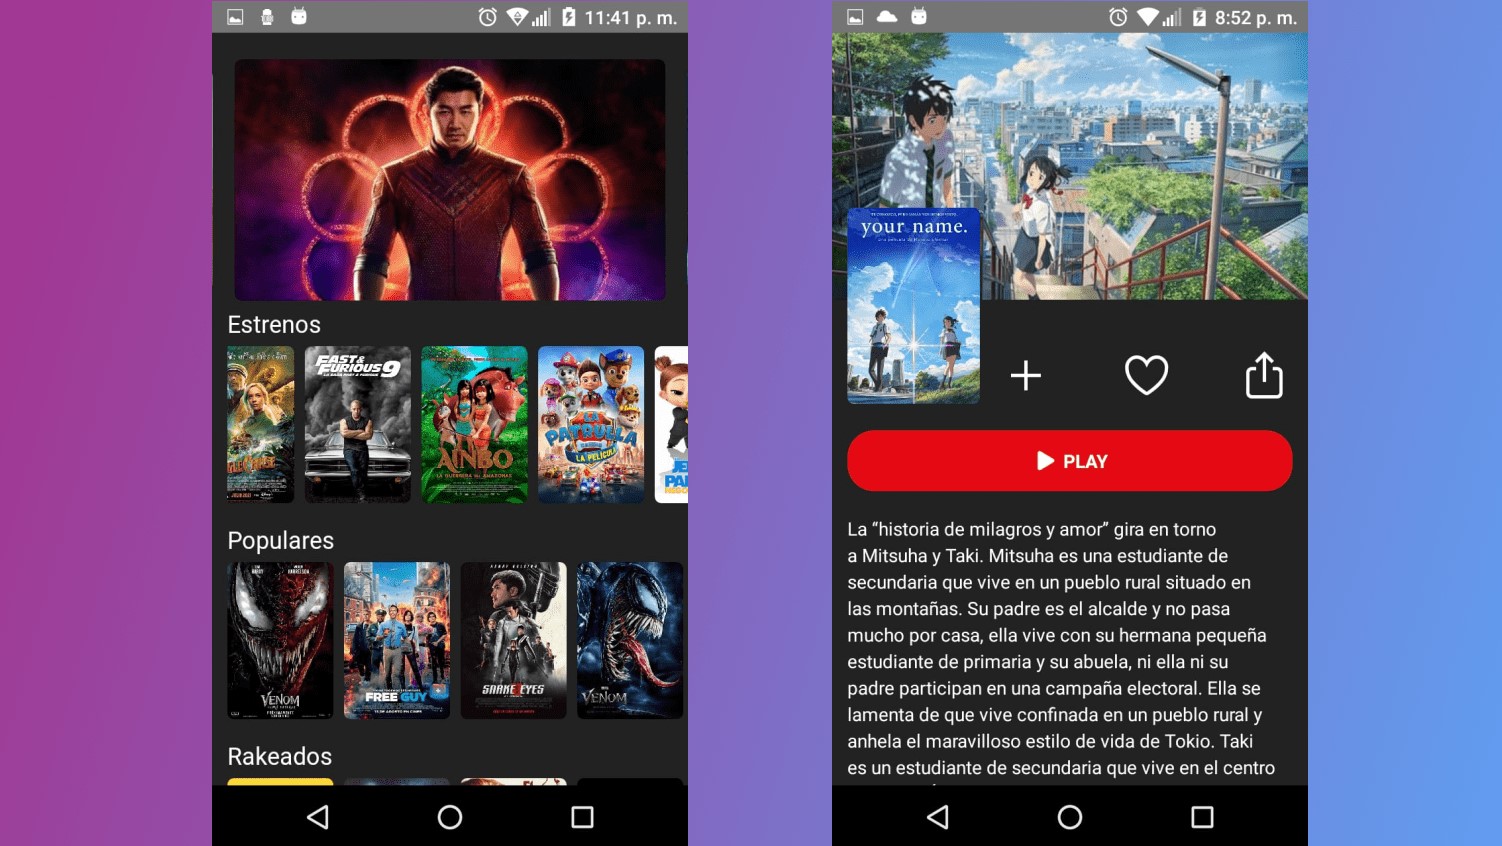 11:41 p. m.
Estrenos
FAST & FURIOUS 9
AINBO
LA GUERRERA DEL AMAZONAS
LA PATRULLA
LA PELÍCULA
Populares
VENOM
FREE GUY
SNAKE EYES
VENOM
Rakeados
8:52 p. m.
your name.
PLAY
La “historia de milagros y amor” gira en torno
a Mitsuha y Taki. Mitsuha es una estudiante de
secundaria que vive en un pueblo rural situado en
las montañas. Su padre es el alcalde y no pasa
mucho por casa, ella vive con su hermana pequeña
estudiante de primaria y su abuela, ni ella ni su
padre participan en una campaña electoral. Ella se
lamenta de que vive confinada en un pueblo rural y
anhela el maravilloso estilo de vida de Tokio. Taki
es un estudiante de secundaria que vive en el centro